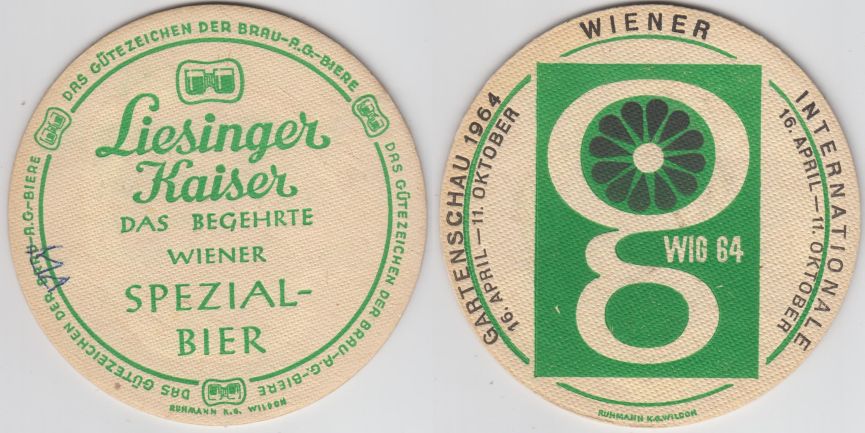 DAS GÜTEZEICHEN DER BRAU-A.G-BIERE
DAS GÜTEZEICHEN DER BRAU-A.G-BIERE
DAS GÜTEZEICHEN DER BRAU-A.G-BIERE
Liesinger
Kaiser
DAS BEGEHRTE
WIENER
SPEZIAL-
BIER
RUHMANN K.G. WILDON
WIENER
INTERNATIONALE
GARTENSCHAU 1964
16. APRIL–11. OKTOBER
16. APRIL–11. OKTOBER
g
WIG 64
RUHMANN K.G. WILDON